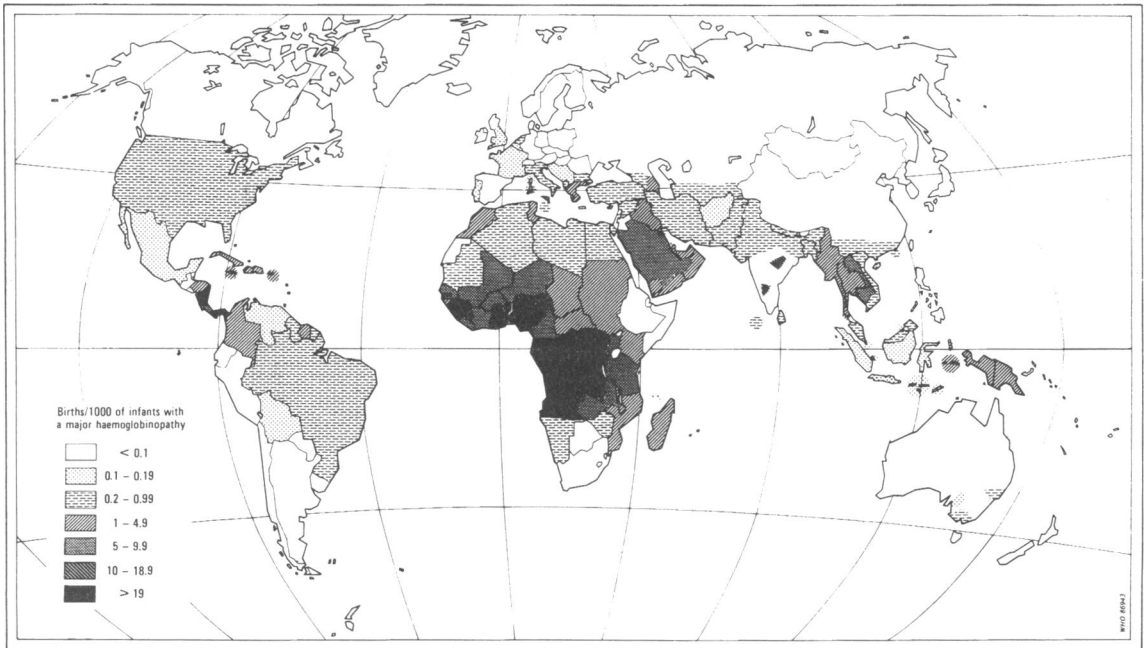 Births/1000 of infants with
a major haemoglobinopathy
< 0.1
0.1 – 0.19
0.2 – 0.99
1 – 4.9
5 – 9.9
10 – 18.9
> 19
WHO 86943